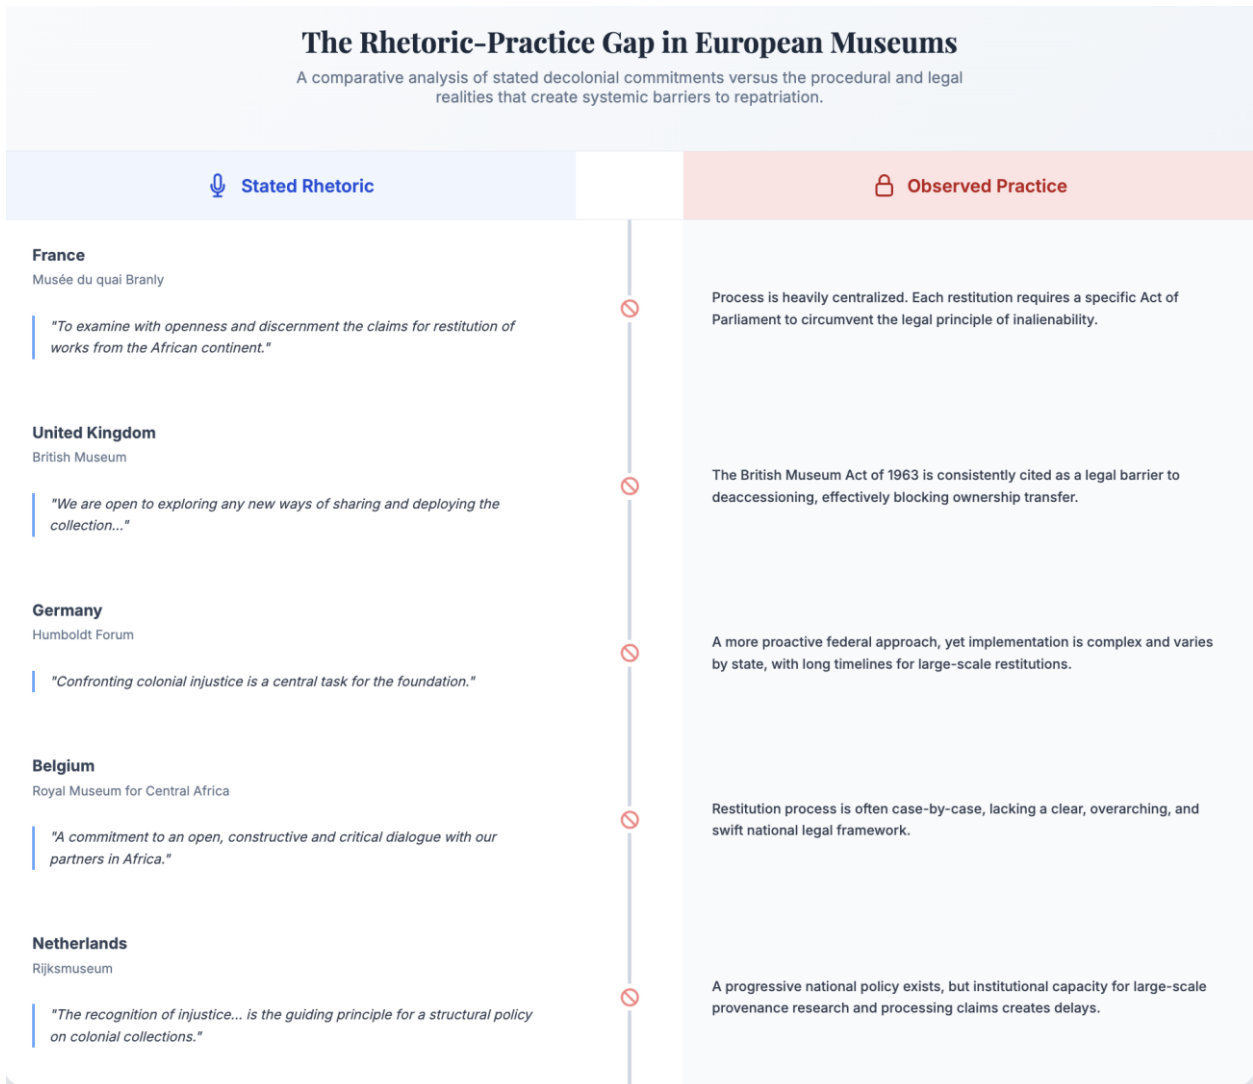 The Rhetoric-Practice Gap in European Museums
A comparative analysis of stated decolonial commitments versus the procedural and legal
realities that create systemic barriers to repatriation.
Stated Rhetoric
Observed Practice
France
Musée du quai Branly
"To examine with openness and discernment the claims for restitution of
works from the African continent."
Process is heavily centralized. Each restitution requires a specific Act of
Parliament to circumvent the legal principle of inalienability.
United Kingdom
British Museum
"We are open to exploring any new ways of sharing and deploying the
collection..."
The British Museum Act of 1963 is consistently cited as a legal barrier to
deaccessioning, effectively blocking ownership transfer.
Germany
Humboldt Forum
"Confronting colonial injustice is a central task for the foundation."
A more proactive federal approach, yet implementation is complex and varies
by state, with long timelines for large-scale restitutions.
Belgium
Royal Museum for Central Africa
"A commitment to an open, constructive and critical dialogue with our
partners in Africa."
Restitution process is often case-by-case, lacking a clear, overarching, and
swift national legal framework.
Netherlands
Rijksmuseum
"The recognition of injustice... is the guiding principle for a structural policy
on colonial collections."
A progressive national policy exists, but institutional capacity for large-scale
provenance research and processing claims creates delays.